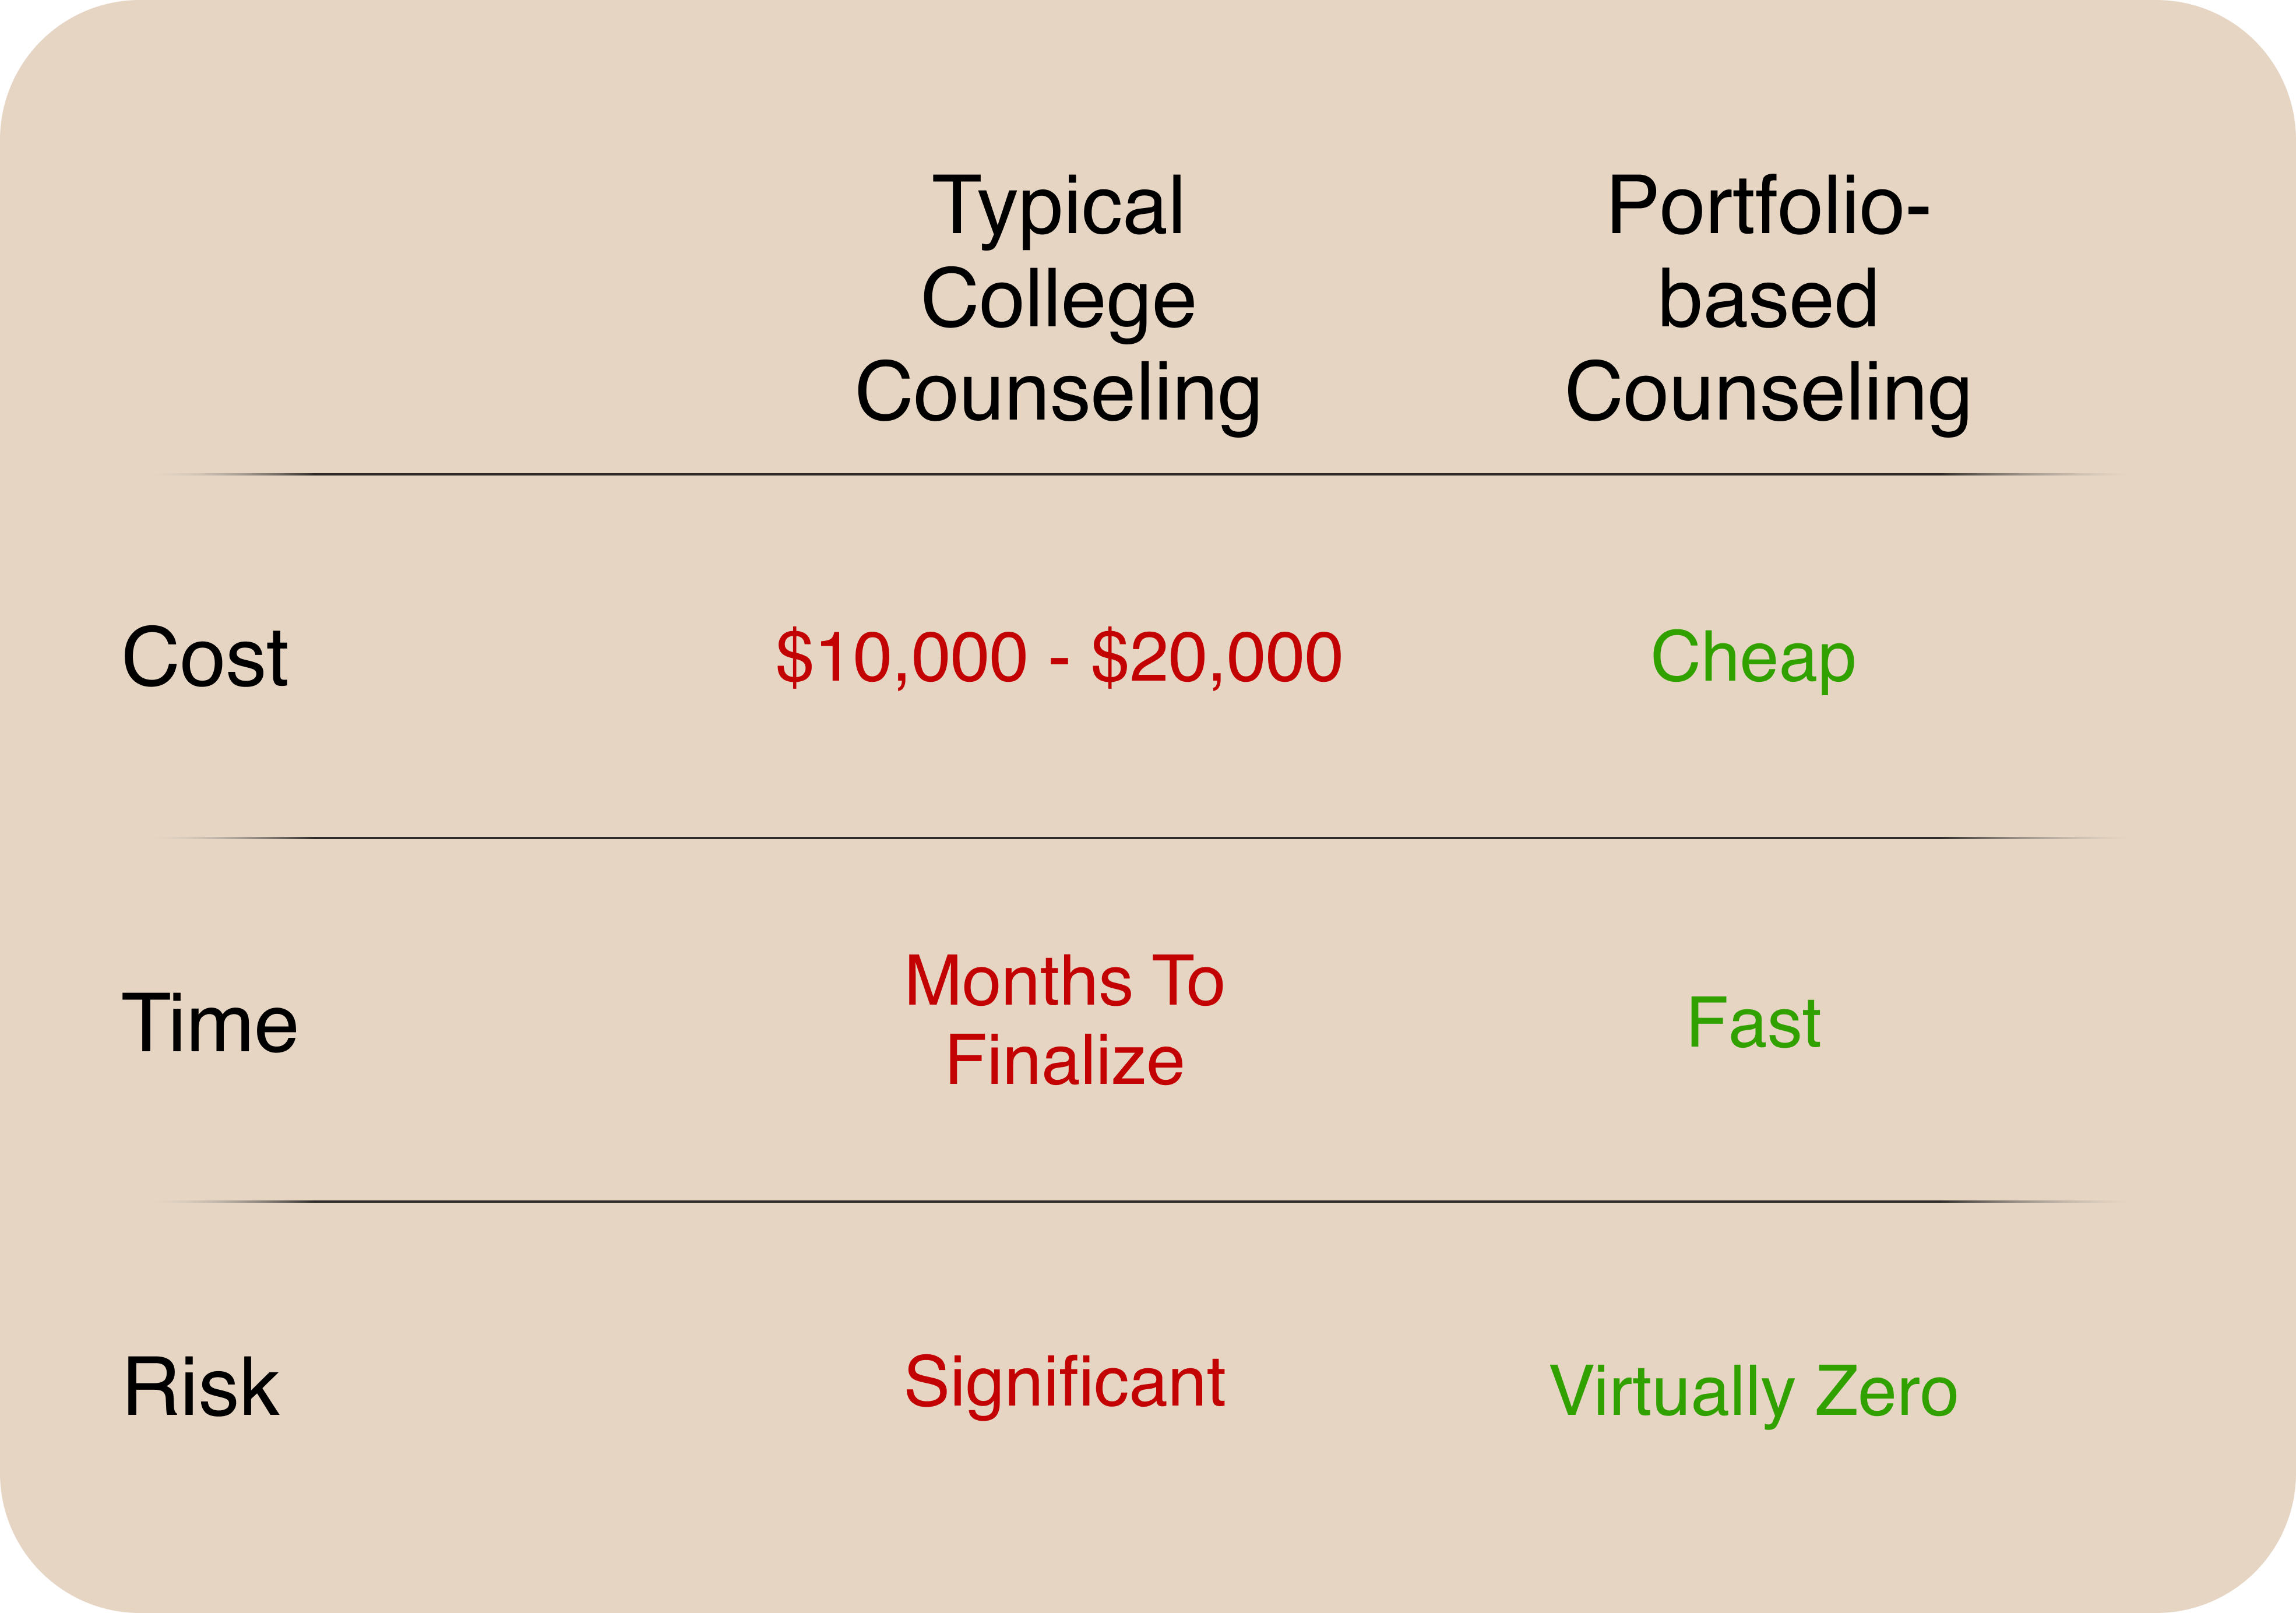 Typical
College
Counseling
Portfolio-
based
Counseling
Cost
$10,000 - $20,000
Cheap
Time
Months To
Finalize
Fast
Risk
Significant
Virtually Zero